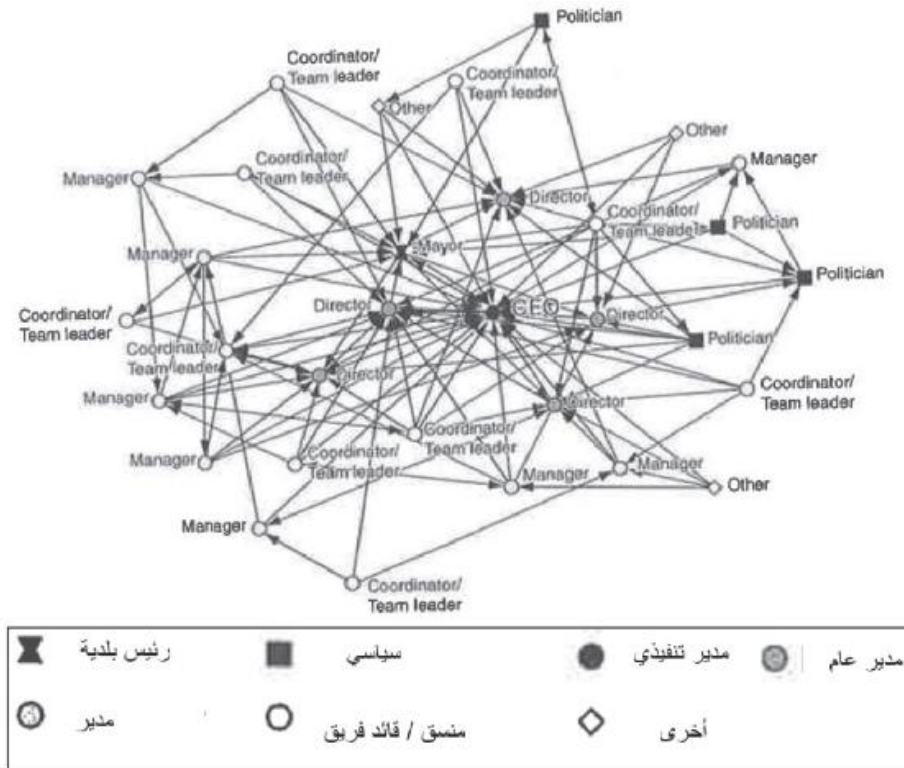 Politician
Coordinator/
Team leader
Coordinator/
Team leader
Other
Other
Manager
Coordinator/
Team leader
Manager
Director
Coordinator/
Team leader
Politician
Mayor
Manager
Politician
Director
CEO
Director
Coordinator/
Team leader
Politician
Coordinator/
Team leader
Director
Coordinator/
Team leader
Manager
Director
Coordinator/
Team leader
Manager
Coordinator/
Team leader
Manager
Manager
Other
Manager
Coordinator/
Team leader
رئيس بلدية
سياسي
مدير تنفيذي
مدير عام
مدير
منسق / قائد فريق
أخرى